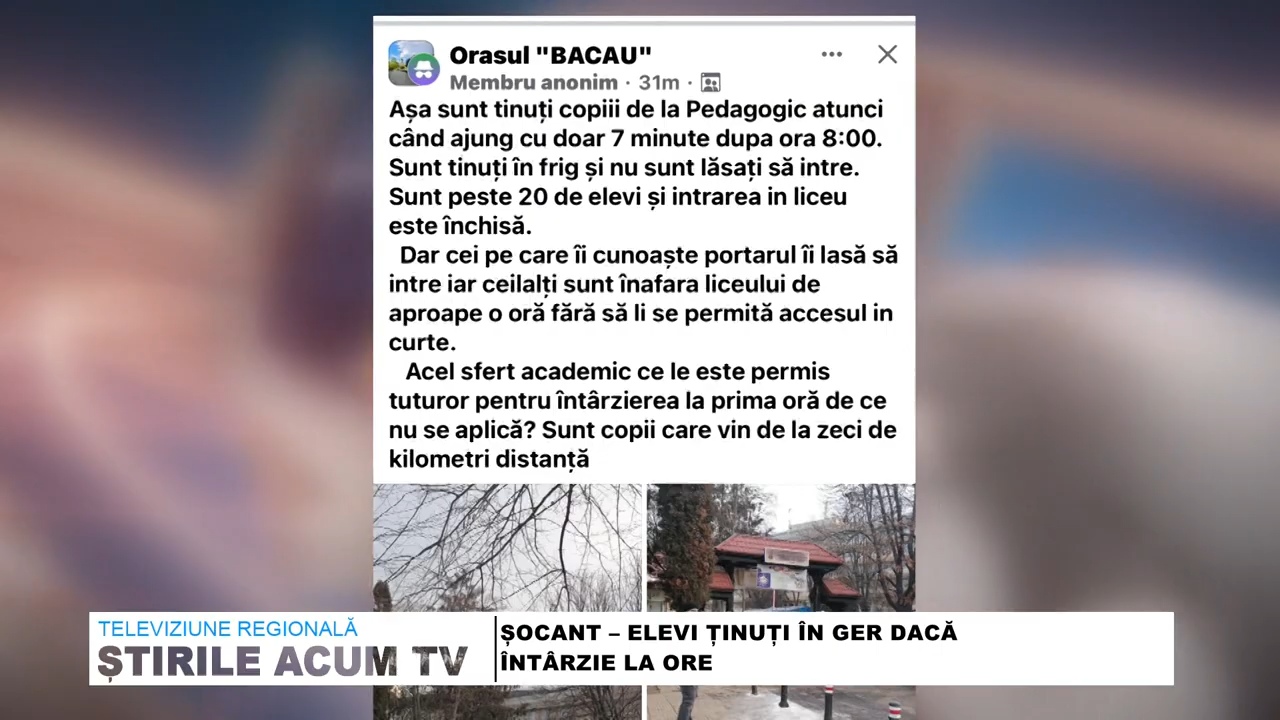 Orasul "BACAU"
Membru anonim · 31m ·
Așa sunt tinuți copiii de la Pedagogic atunci
când ajung cu doar 7 minute dupa ora 8:00.
Sunt tinuți în frig și nu sunt lăsați să intre.
Sunt peste 20 de elevi și intrarea in liceu
este închisă.
Dar cei pe care îi cunoaște portarul îi lasă să
intre iar ceilalți sunt înafara liceului de
aproape o oră fără să li se permită accesul in
curte.
Acel sfert academic ce le este permis
tuturor pentru întârzierea la prima oră de ce
nu se aplică? Sunt copii care vin de la zeci de
kilometri distanță
TELEVIZIUNE REGIONALĂ
ȘTIRILE ACUM TV
ȘOCANT – ELEVI ȚINUȚI ÎN GER DACĂ
ÎNTÂRZIE LA ORE